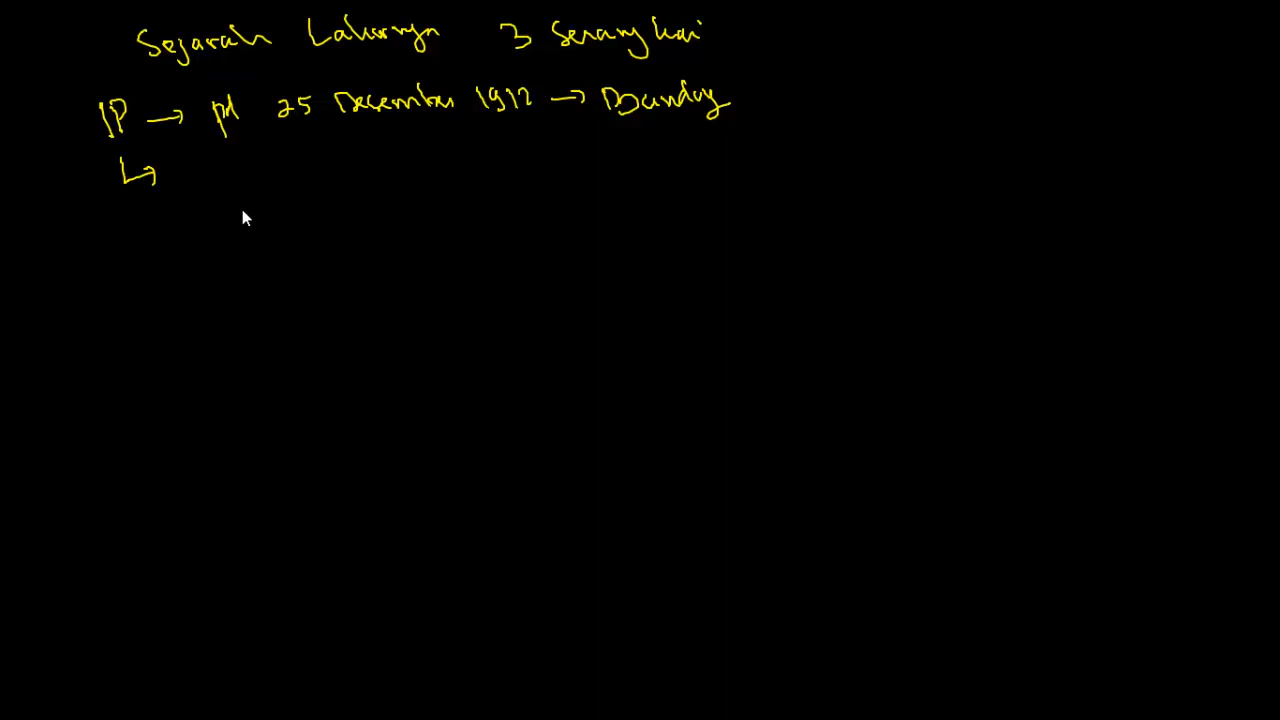 Sejarah Lahirnya 3 Serangkai
IP → pd 25 Desember 1912 → Bandung
↳